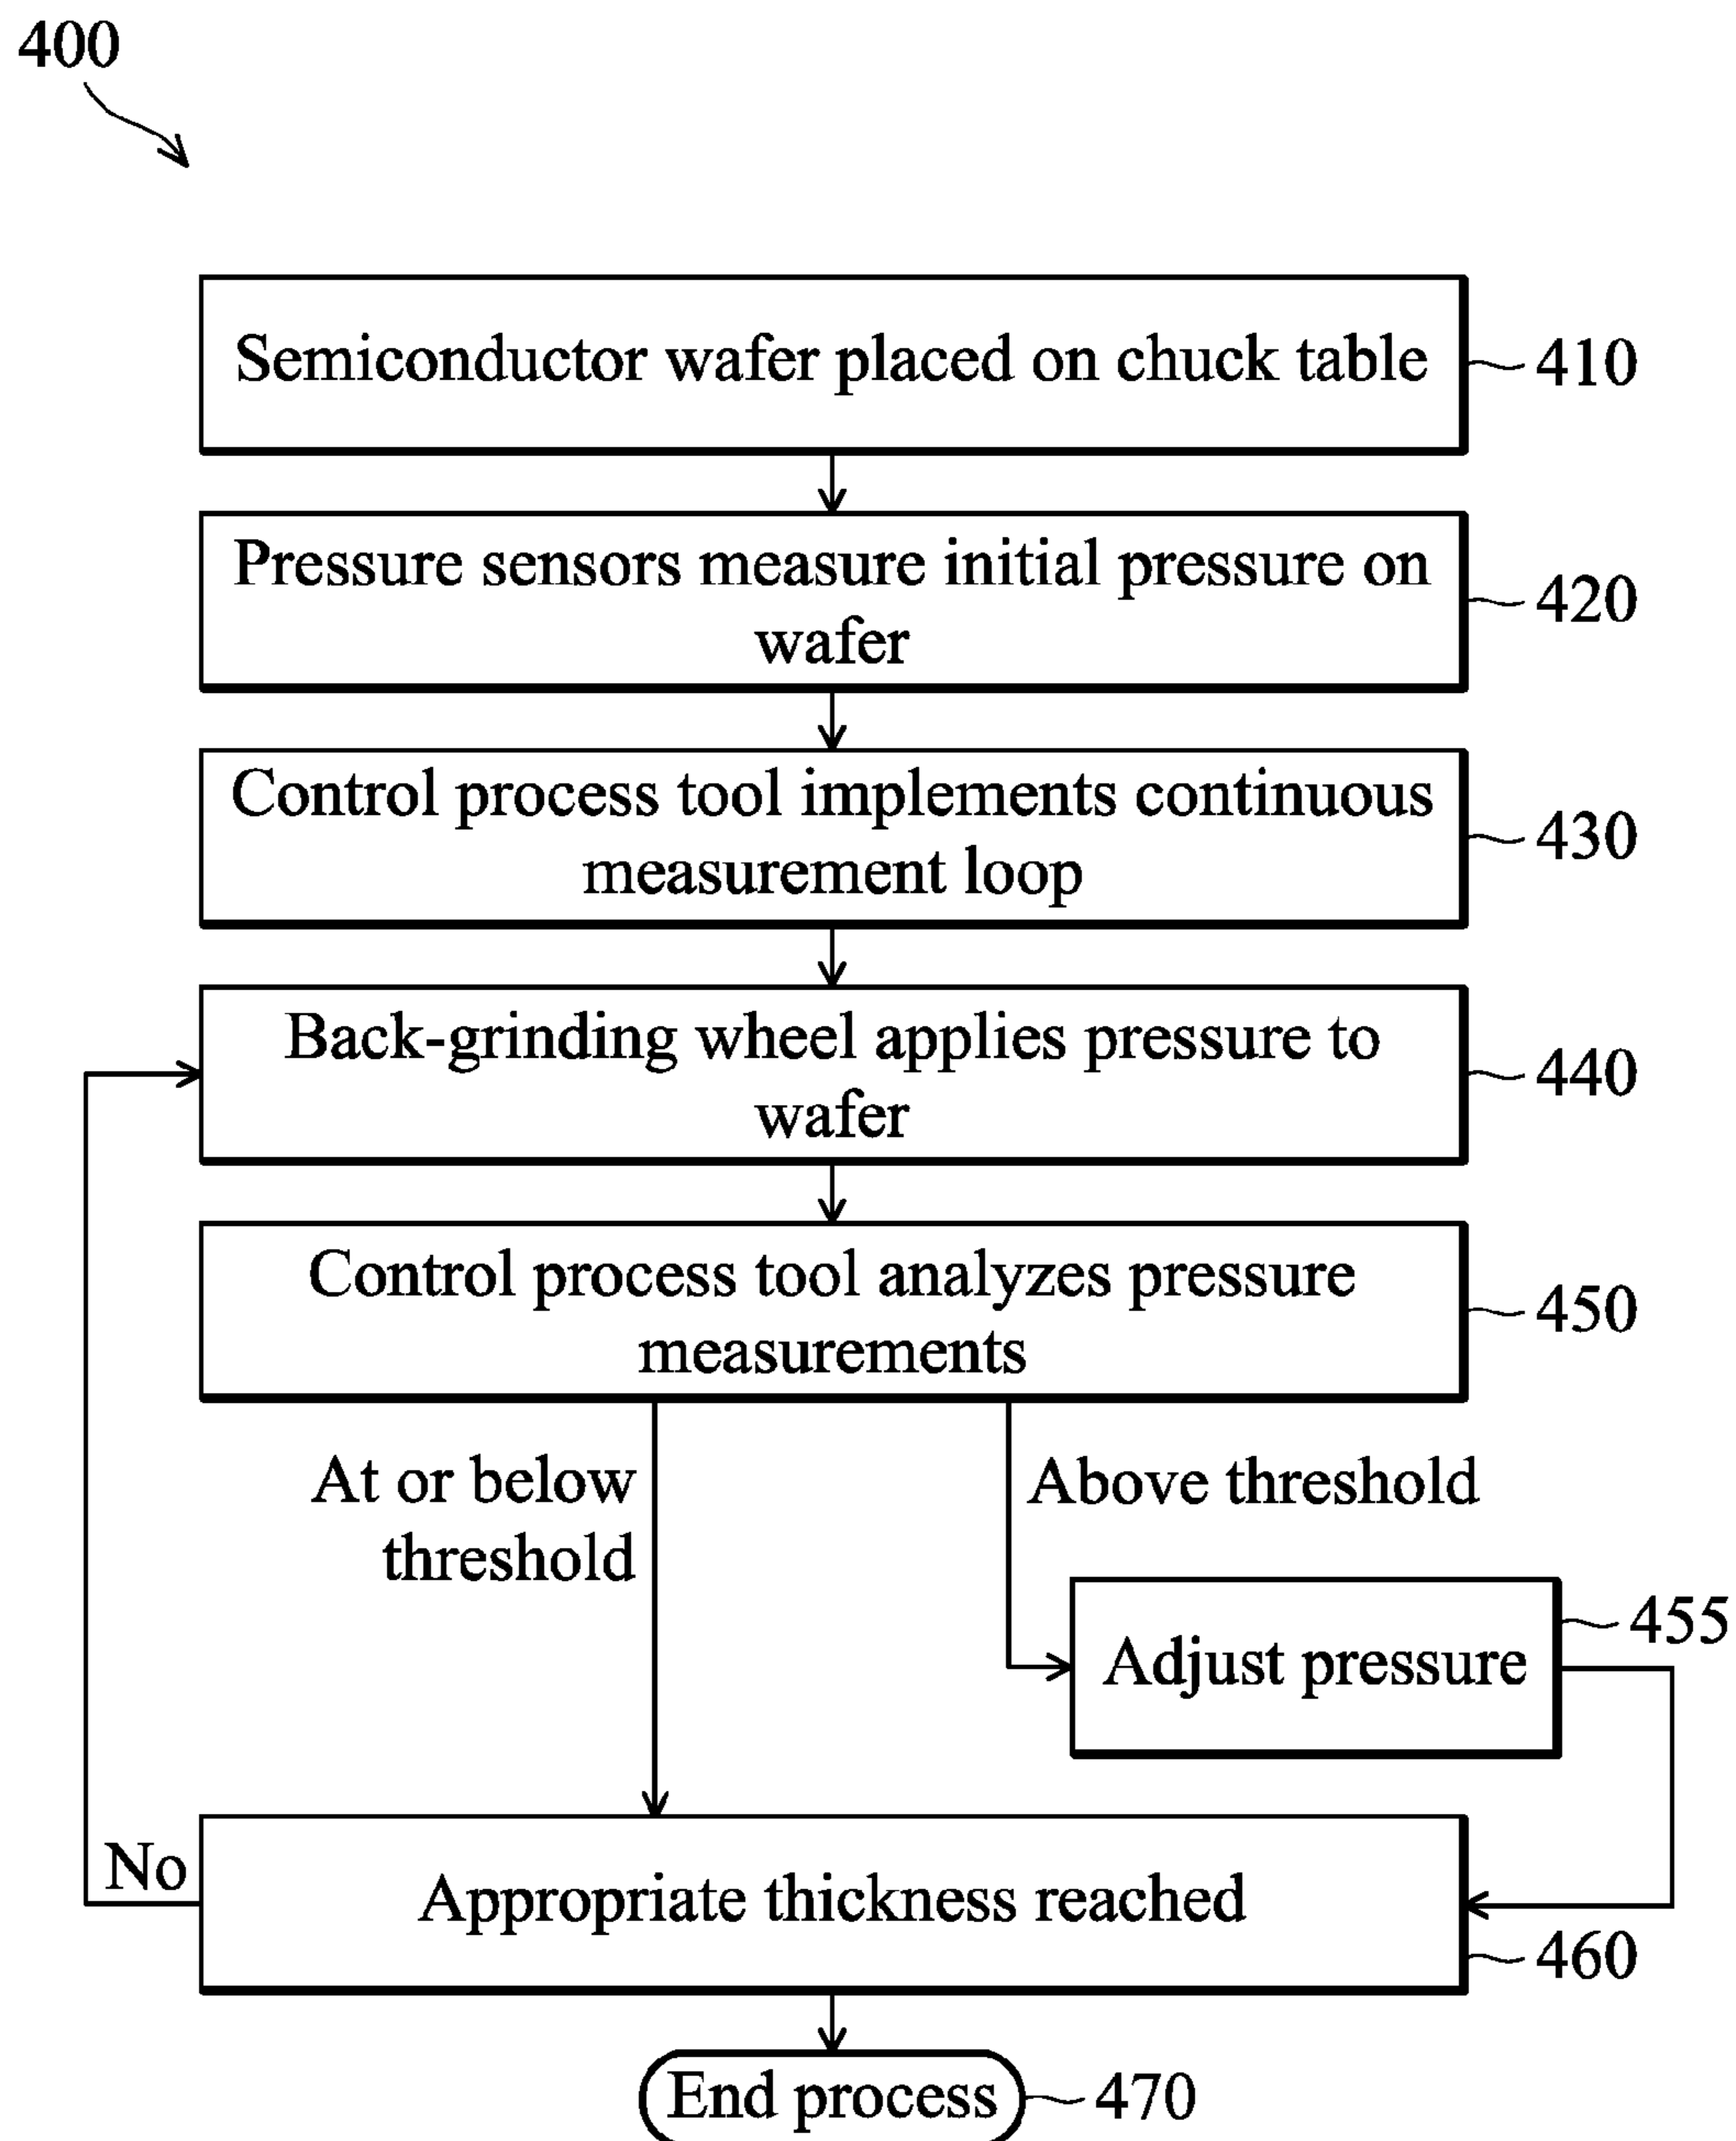 400
Semiconductor wafer placed on chuck table
410
Pressure sensors measure initial pressure on
wafer
420
Control process tool implements continuous
measurement loop
430
Back-grinding wheel applies pressure to
wafer
440
Control process tool analyzes pressure
measurements
450
At or below
threshold
Above threshold
Adjust pressure
455
No
Appropriate thickness reached
460
End process
470